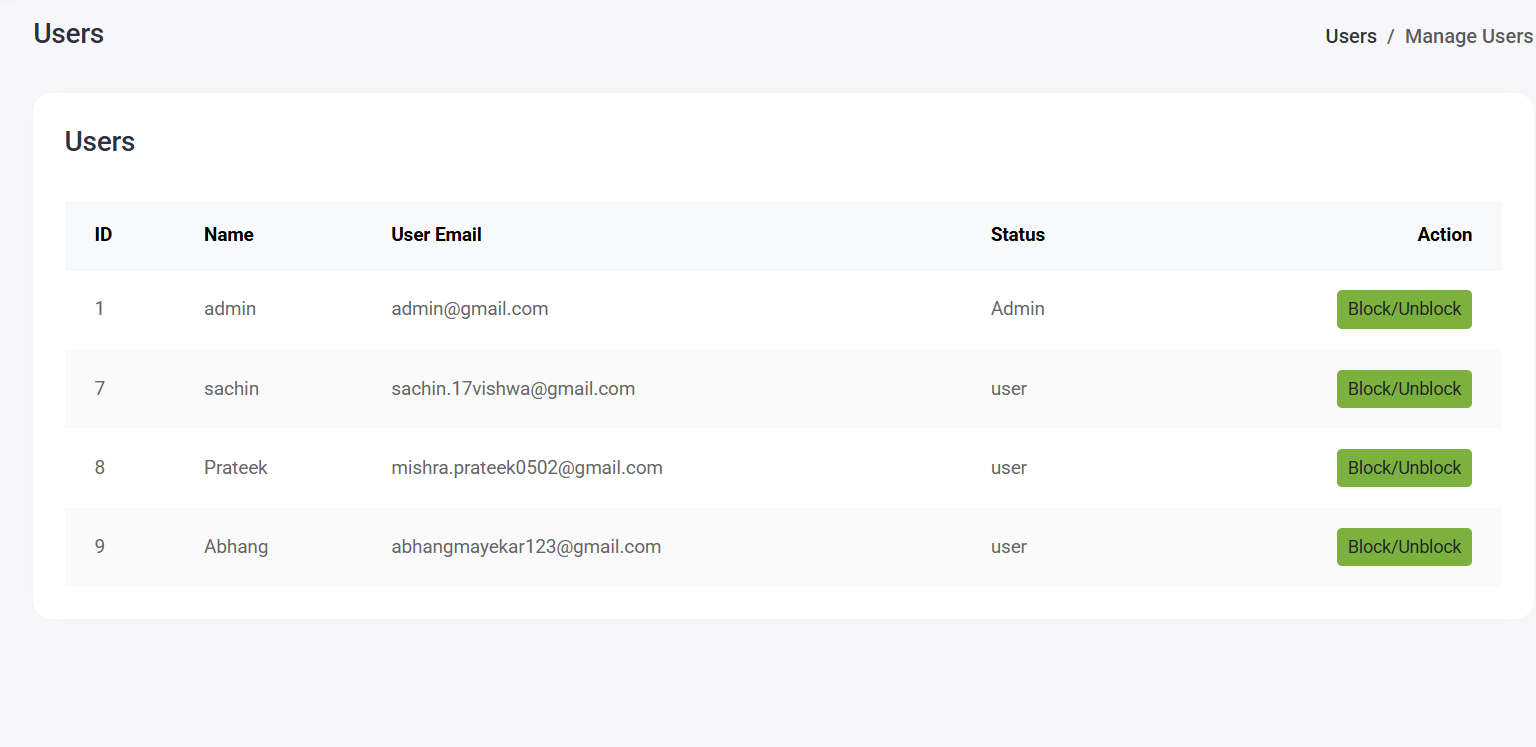 Users
Users / Manage Users
Users
ID Name User Email Status Action
1 admin admin@gmail.com Admin Block/Unblock
7 sachin sachin.17vishwa@gmail.com user Block/Unblock
8 Prateek mishra.prateek0502@gmail.com user Block/Unblock
9 Abhang abhangmayekar123@gmail.com user Block/Unblock